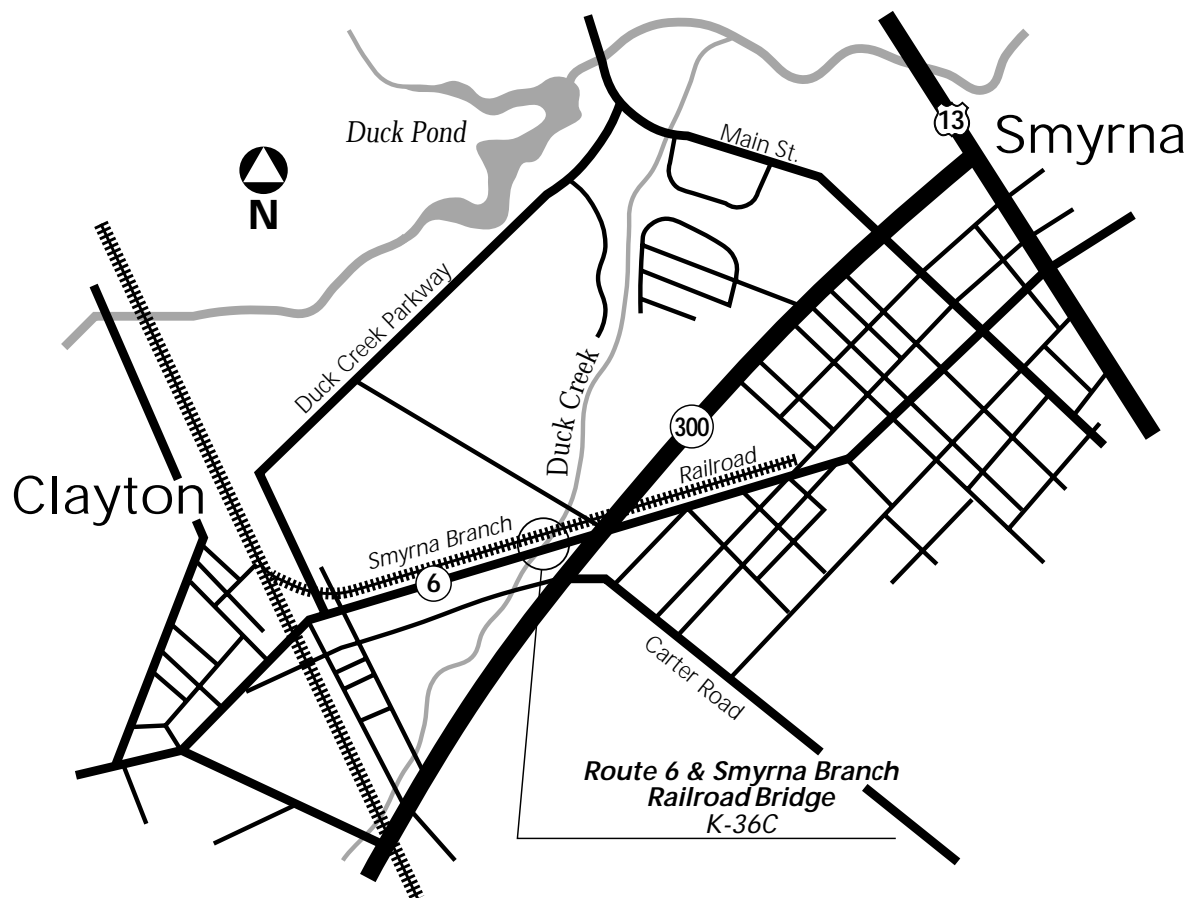 Duck Pond
Main St.
13
Smyrna
N
Duck Creek Parkway
Duck Creek
300
Railroad
Clayton
Smyrna Branch
6
Carter Road
Route 6 & Smyrna Branch
Railroad Bridge
K-36C